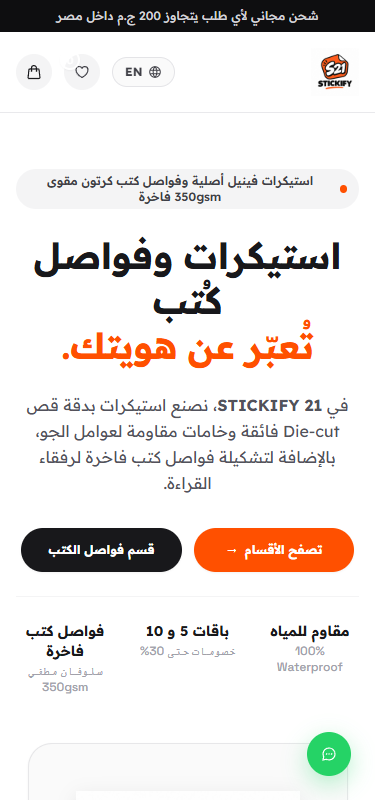 شحن مجاني لأي طلب يتجاوز 200 ج.م داخل مصر
S21
STICKIFY
EN
استيكرات فينيل أصلية وفواصل كتب كرتون مقوى
350gsm فاخرة
استيكرات وفواصل
كُتب
تُعبّر عن هويتك.
في STICKIFY 21، نصنع استيكرات بدقة قص
Die-cut فائقة وخامات مقاومة لعوامل الجو،
بالإضافة لتشكيلة فواصل كتب فاخرة لرفقاء
القراءة.
تصفح الأقسام →
قسم فواصل الكتب
مقاوم للمياه
100%
Waterproof
باقات 5 و 10
خصومات حتى 30%
فواصل كتب
فاخرة
سلوفان مطفي
350gsm